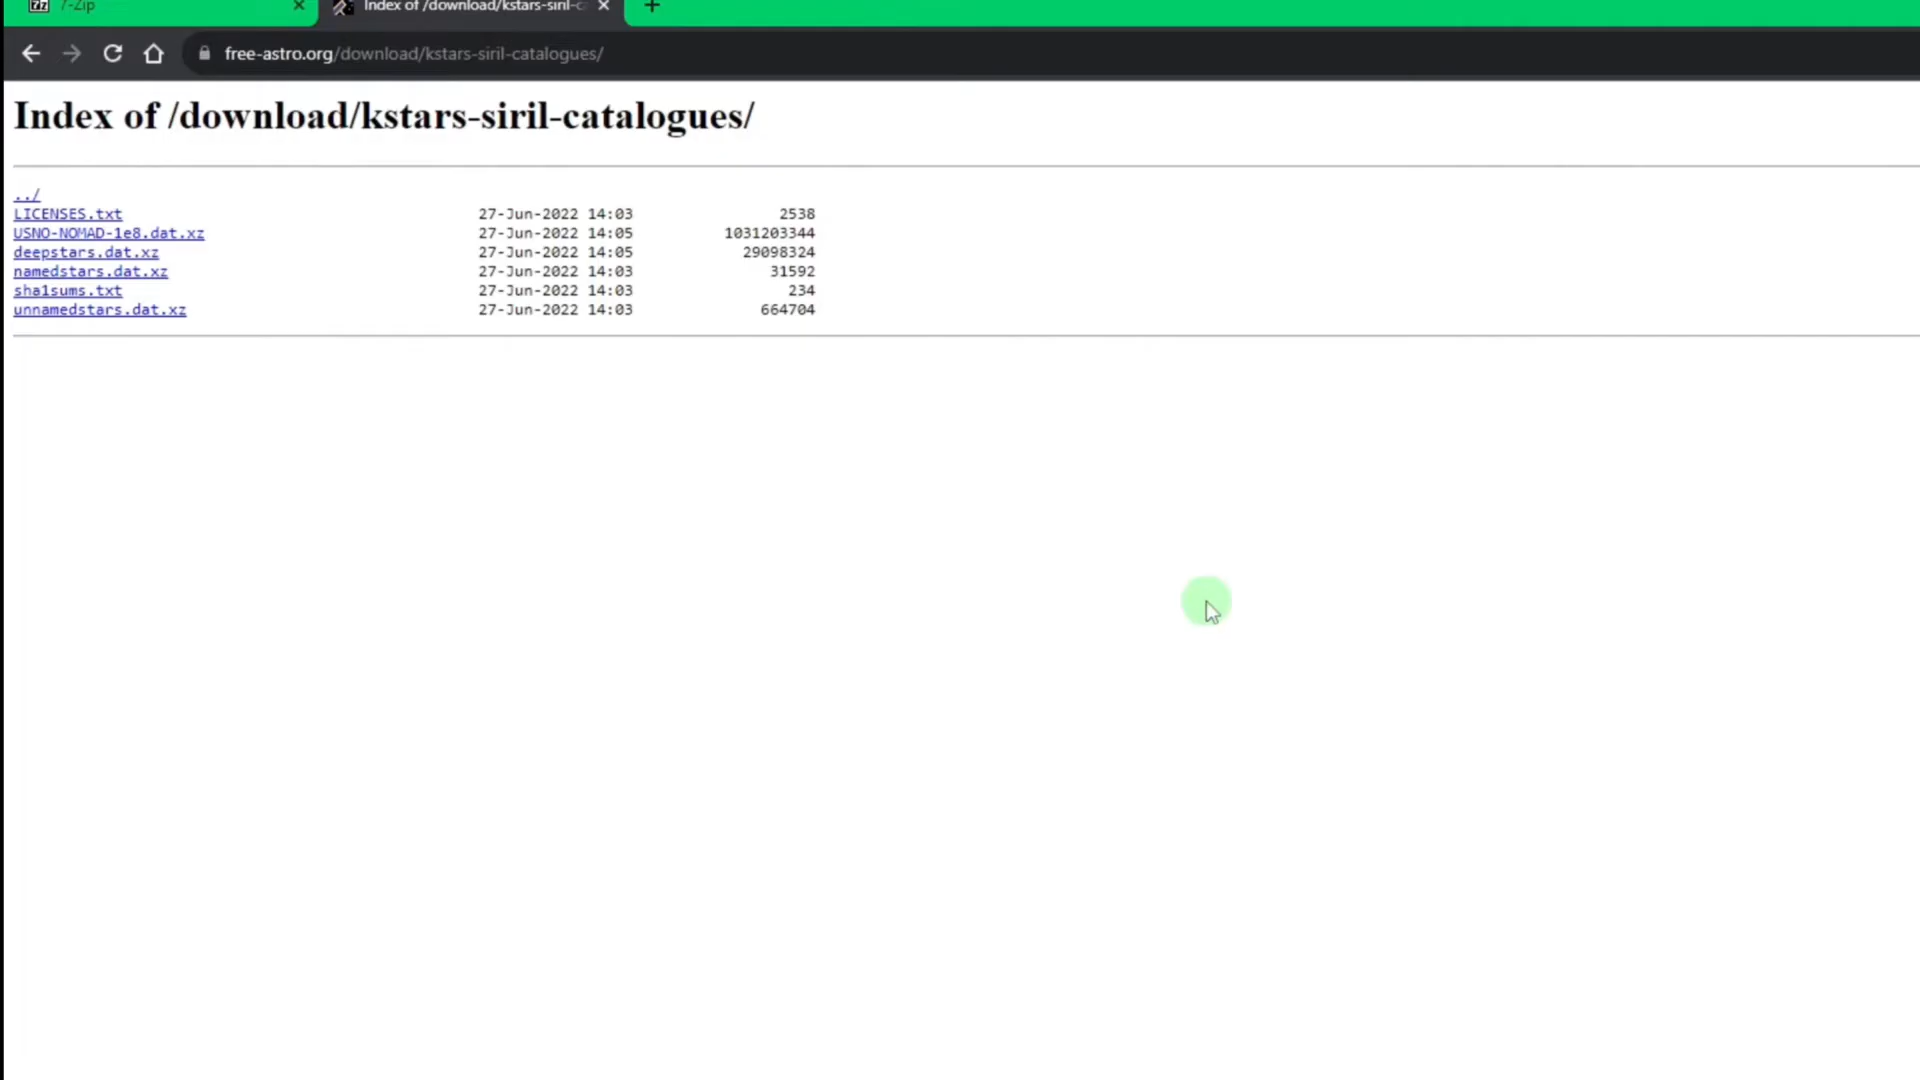 7-Zip
Index of /download/kstars-siril-c
free-astro.org/download/kstars-siril-catalogues/
Index of /download/kstars-siril-catalogues/
../
LICENSES.txt 27-Jun-2022 14:03 2538
USNO-NOMAD-1e8.dat.xz 27-Jun-2022 14:05 1031203344
deepstars.dat.xz 27-Jun-2022 14:05 29098324
namedstars.dat.xz 27-Jun-2022 14:03 31592
sha1sums.txt 27-Jun-2022 14:03 234
unnamedstars.dat.xz 27-Jun-2022 14:03 664704